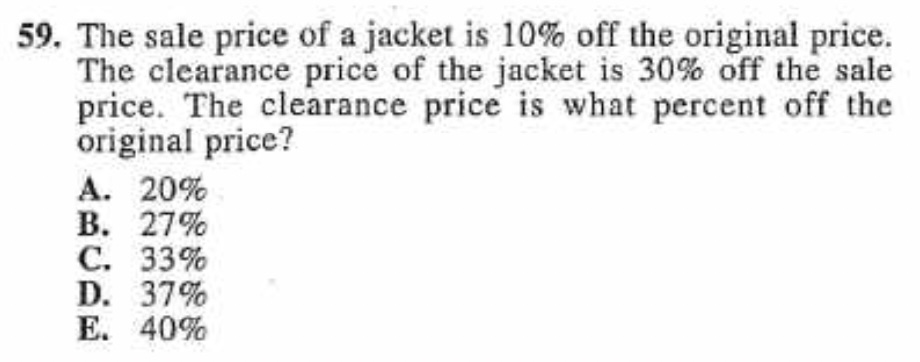 59. The sale price of a jacket is 10% off the original price.
The clearance price of the jacket is 30% off the sale
price. The clearance price is what percent off the
original price?
A. 20%
B. 27%
C. 33%
D. 37%
E. 40%